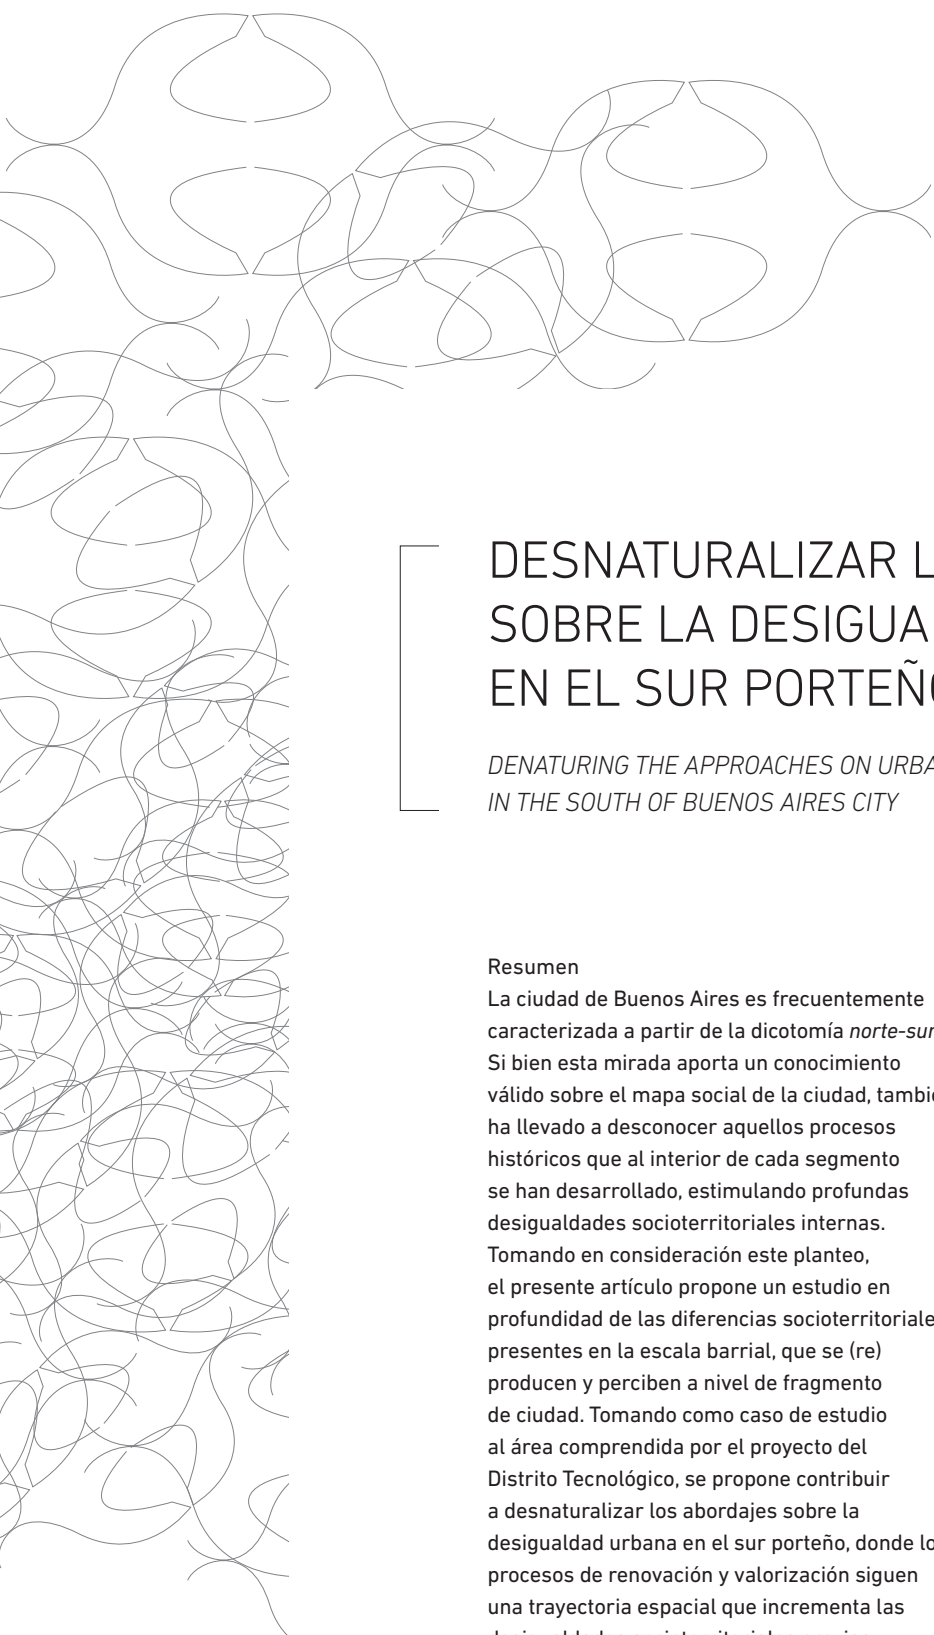 DESNATURALIZAR L
SOBRE LA DESIGUA
EN EL SUR PORTEÑO
DENATURING THE APPROACHES ON URBA
IN THE SOUTH OF BUENOS AIRES CITY
Resumen
La ciudad de Buenos Aires es frecuentemente
caracterizada a partir de la dicotomía norte-sur
Si bien esta mirada aporta un conocimiento
válido sobre el mapa social de la ciudad, tambié
ha llevado a desconocer aquellos procesos
históricos que al interior de cada segmento
se han desarrollado, estimulando profundas
desigualdades socioterritoriales internas.
Tomando en consideración este planteo,
el presente artículo propone un estudio en
profundidad de las diferencias socioterritoriale
presentes en la escala barrial, que se (re)
producen y perciben a nivel de fragmento
de ciudad. Tomando como caso de estudio
al área comprendida por el proyecto del
Distrito Tecnológico, se propone contribuir
a desnaturalizar los abordajes sobre la
desigualdad urbana en el sur porteño, donde lo
procesos de renovación y valorización siguen
una trayectoria espacial que incrementa las